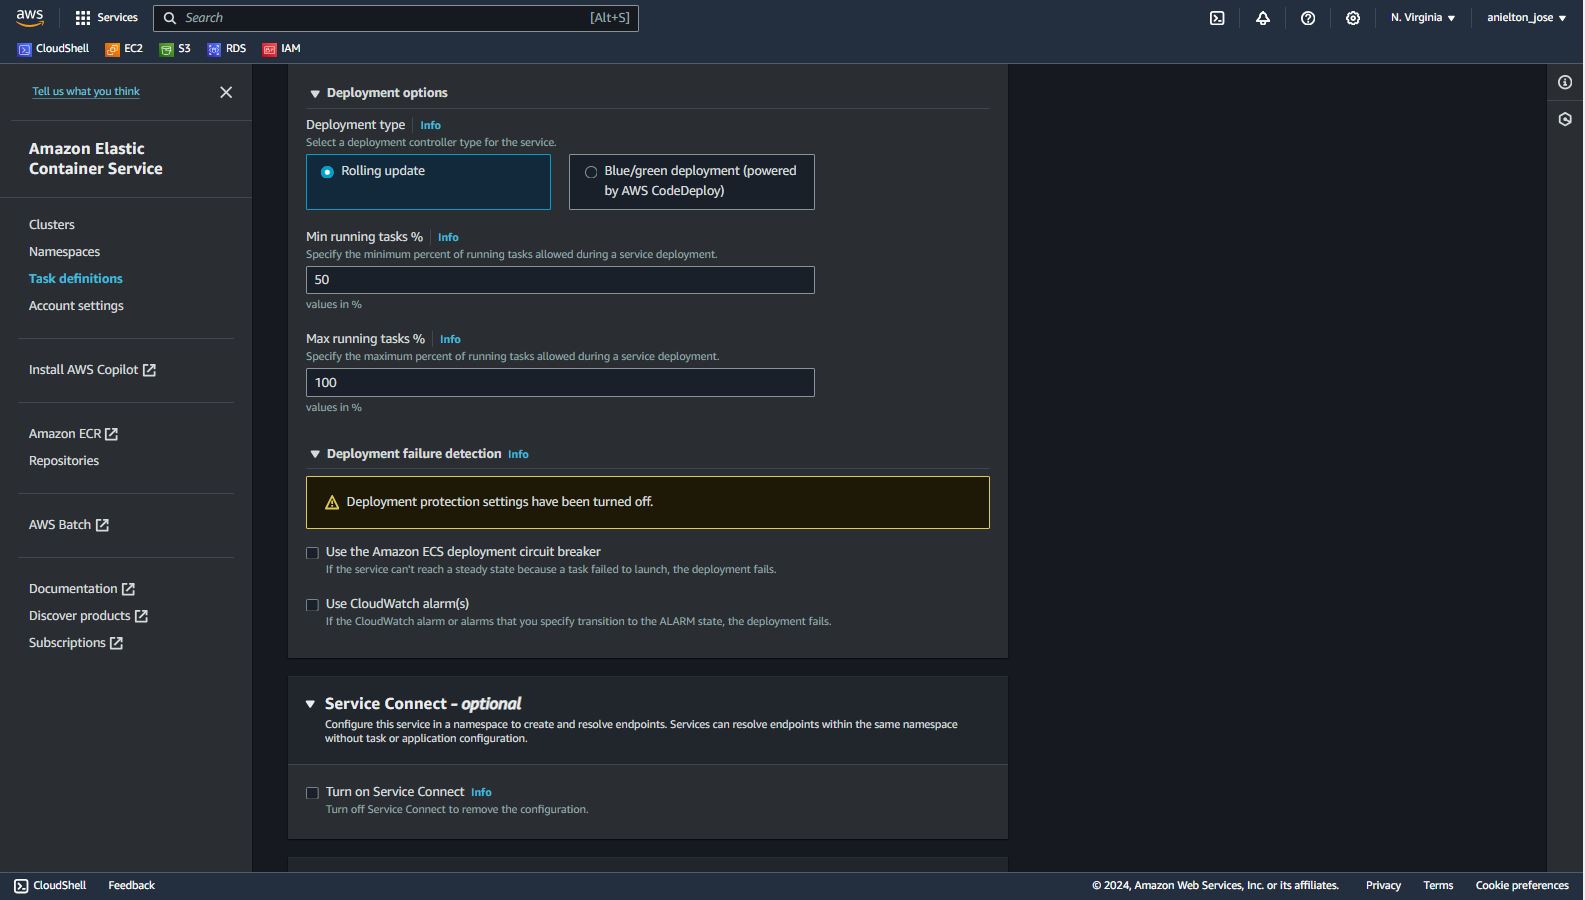 aws
Services
Search
[Alt+S]
N. Virginia
anielton_jose
CloudShell
EC2
S3
RDS
IAM
Tell us what you think
Amazon Elastic
Container Service
Clusters
Namespaces
Task definitions
Account settings
Install AWS Copilot
Amazon ECR
Repositories
AWS Batch
Documentation
Discover products
Subscriptions
Deployment options
Deployment type
Info
Select a deployment controller type for the service.
Rolling update
Blue/green deployment (powered
by AWS CodeDeploy)
Min running tasks %
Info
Specify the minimum percent of running tasks allowed during a service deployment.
50
values in %
Max running tasks %
Info
Specify the maximum percent of running tasks allowed during a service deployment.
100
values in %
Deployment failure detection
Info
Deployment protection settings have been turned off.
Use the Amazon ECS deployment circuit breaker
If the service can't reach a steady state because a task failed to launch, the deployment fails.
Use CloudWatch alarm(s)
If the CloudWatch alarm or alarms that you specify transition to the ALARM state, the deployment fails.
Service Connect - optional
Configure this service in a namespace to create and resolve endpoints. Services can resolve endpoints within the same namespace
without task or application configuration.
Turn on Service Connect
Info
Turn off Service Connect to remove the configuration.
CloudShell
Feedback
© 2024, Amazon Web Services, Inc. or its affiliates.
Privacy
Terms
Cookie preferences